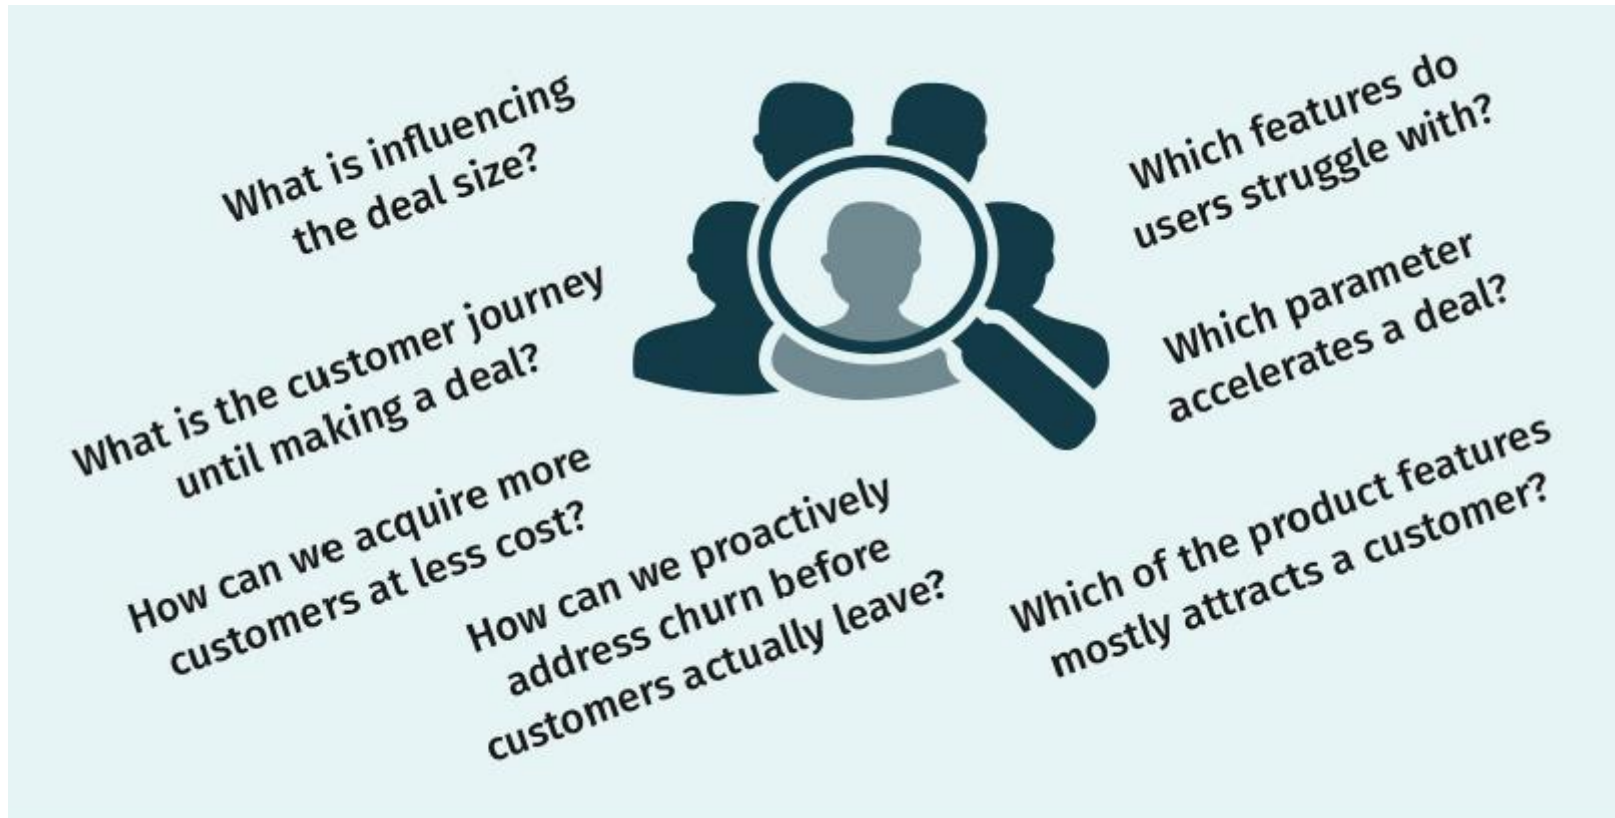 What is influencing
the deal size?
What is the customer journey
until making a deal?
How can we acquire more
customers at less cost?
How can we proactively
address churn before
customers actually leave?
Which features do
users struggle with?
Which parameter
accelerates a deal?
Which of the product features
mostly attracts a customer?